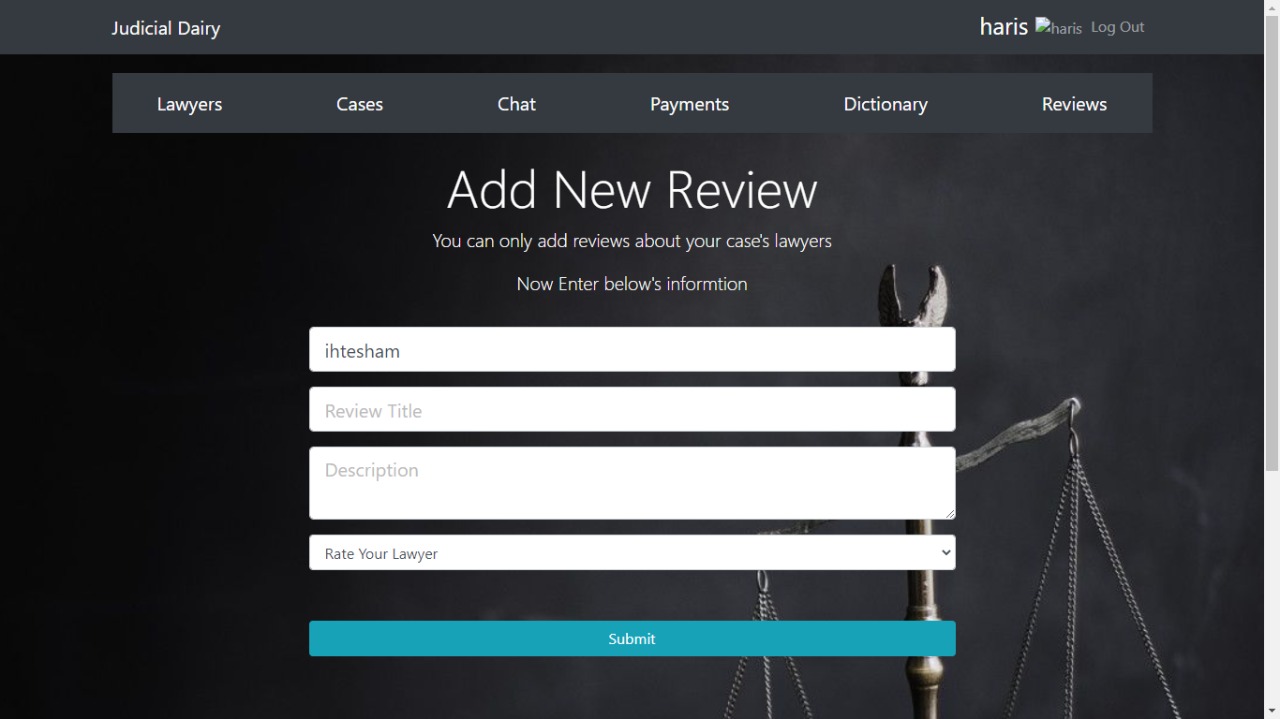 Judicial Dairy
haris haris Log Out
Lawyers Cases Chat Payments Dictionary Reviews
Add New Review
You can only add reviews about your case's lawyers
Now Enter below's informtion
ihtesham
Review Title
Description
Rate Your Lawyer
Submit